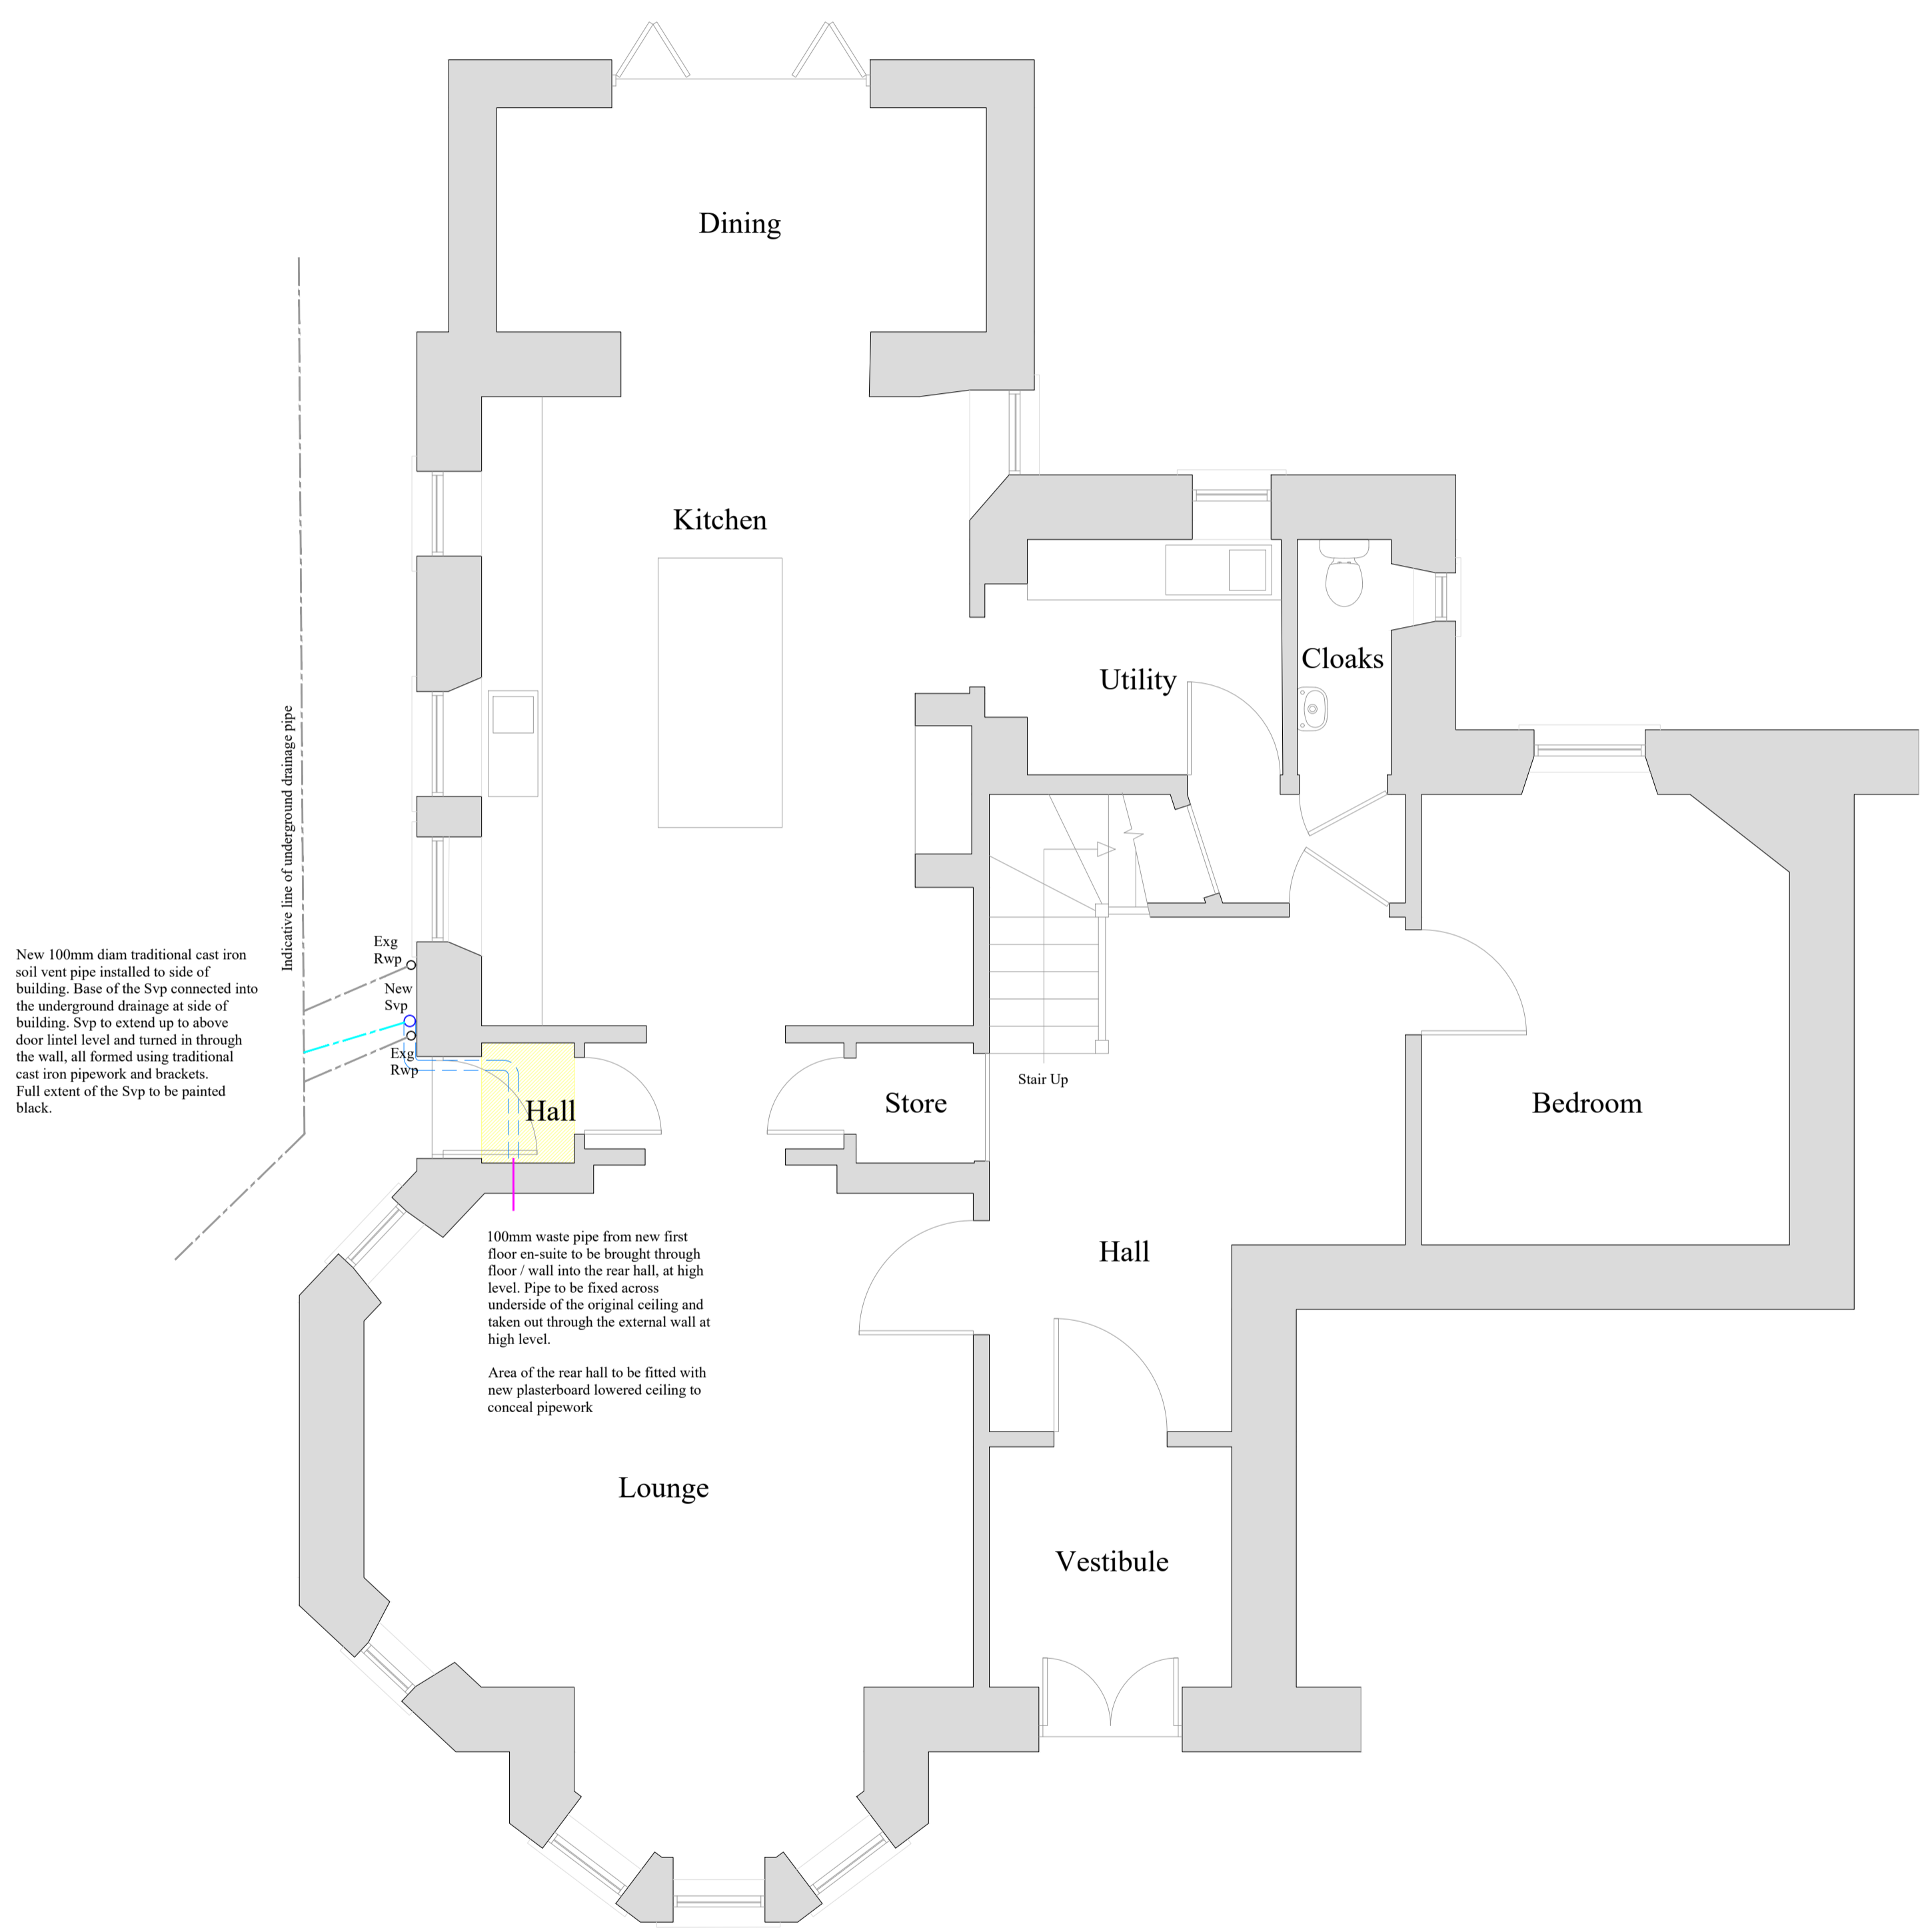 Dining
Kitchen
Utility
Cloaks
Indicative line of underground drainage pipe
Exg
Rwp
New
Svp
Exg
Rwp
New 100mm diam traditional cast iron
soil vent pipe installed to side of
building. Base of the Svp connected into
the underground drainage at side of
building. Svp to extend up to above
door lintel level and turned in through
the wall, all formed using traditional
cast iron pipework and brackets.
Full extent of the Svp to be painted
black.
Hall
Store
Stair Up
Bedroom
100mm waste pipe from new first
floor en-suite to be brought through
floor / wall into the rear hall, at high
level. Pipe to be fixed across
underside of the original ceiling and
taken out through the external wall at
high level.
Area of the rear hall to be fitted with
new plasterboard lowered ceiling to
conceal pipework
Hall
Lounge
Vestibule